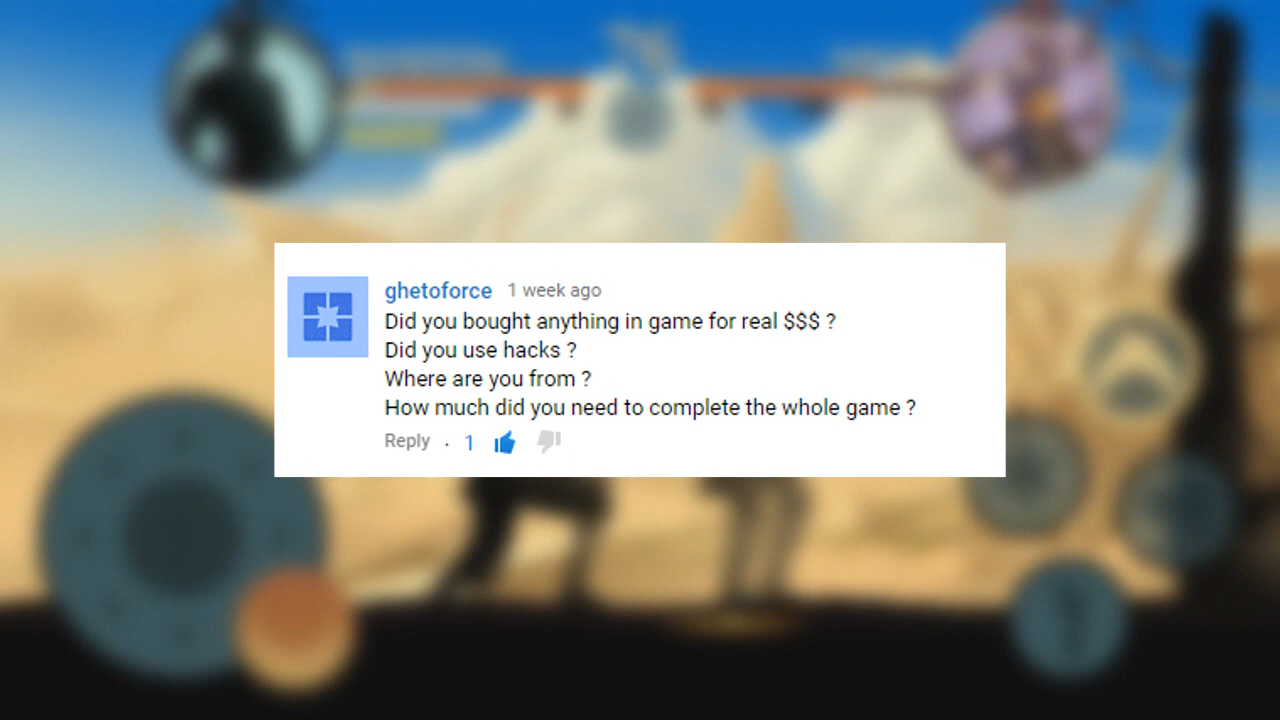 ghetoforce 1 week ago
Did you bought anything in game for real $$$ ?
Did you use hacks ?
Where are you from ?
How much did you need to complete the whole game ?
Reply · 1